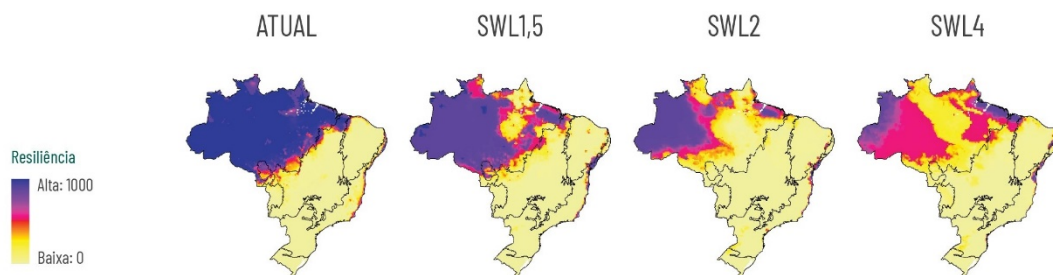 ATUAL
SWL1,5
SWL2
SWL4
Resiliência
Alta: 1000
Baixa: 0